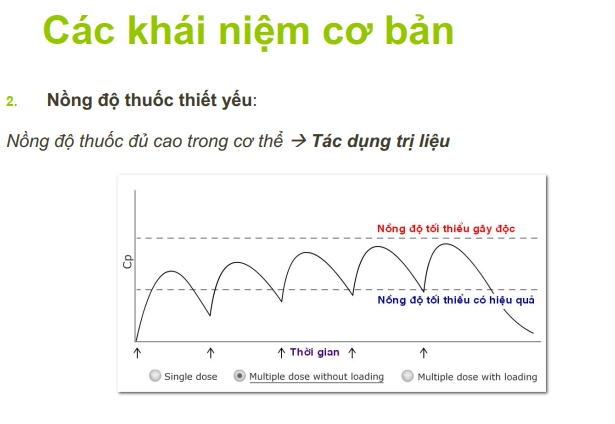 Các khái niệm cơ bản
2. Nồng độ thuốc thiết yếu:
Nồng độ thuốc đủ cao trong cơ thể → Tác dụng trị liệu
Nồng độ tối thiểu gây độc
Cp
Nồng độ tối thiểu có hiệu quả
Thời gian
Single dose
Multiple dose without loading
Multiple dose with loading